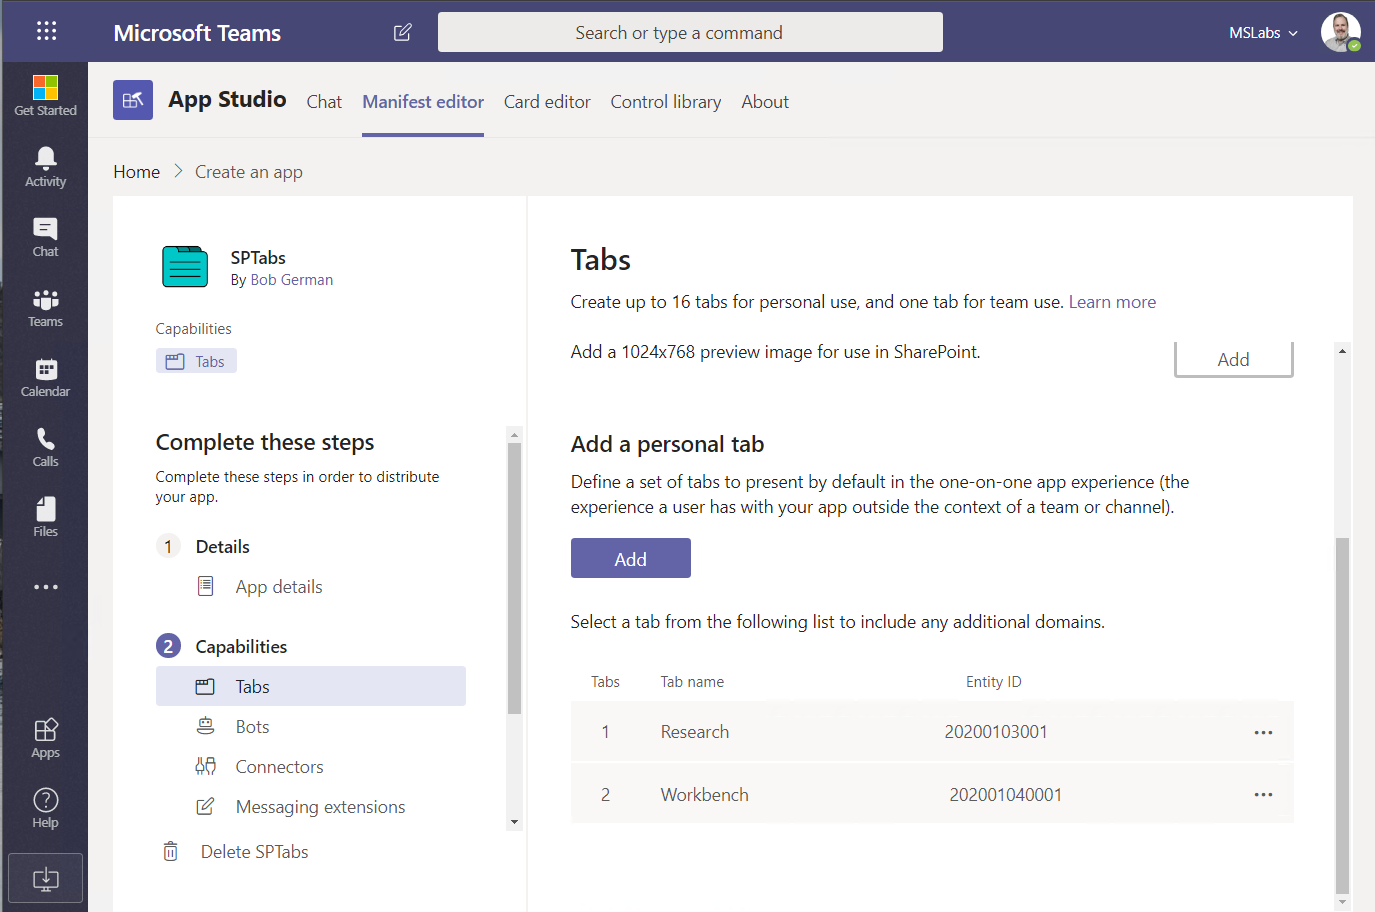 Microsoft Teams
Search or type a command
MSLabs
Get Started
Activity
Chat
Teams
Calendar
Calls
Files
Apps
Help
App Studio
Chat
Manifest editor
Card editor
Control library
About
Home
Create an app
SPTabs
By Bob German
Capabilities
Tabs
Complete these steps
Complete these steps in order to distribute
your app.
1 Details
App details
2 Capabilities
Tabs
Bots
Connectors
Messaging extensions
Delete SPTabs
Tabs
Create up to 16 tabs for personal use, and one tab for team use. Learn more
Add a 1024x768 preview image for use in SharePoint.
Add
Add a personal tab
Define a set of tabs to present by default in the one-on-one app experience (the
experience a user has with your app outside the context of a team or channel).
Add
Select a tab from the following list to include any additional domains.
Tabs Tab name Entity ID
1 Research 20200103001
2 Workbench 202001040001